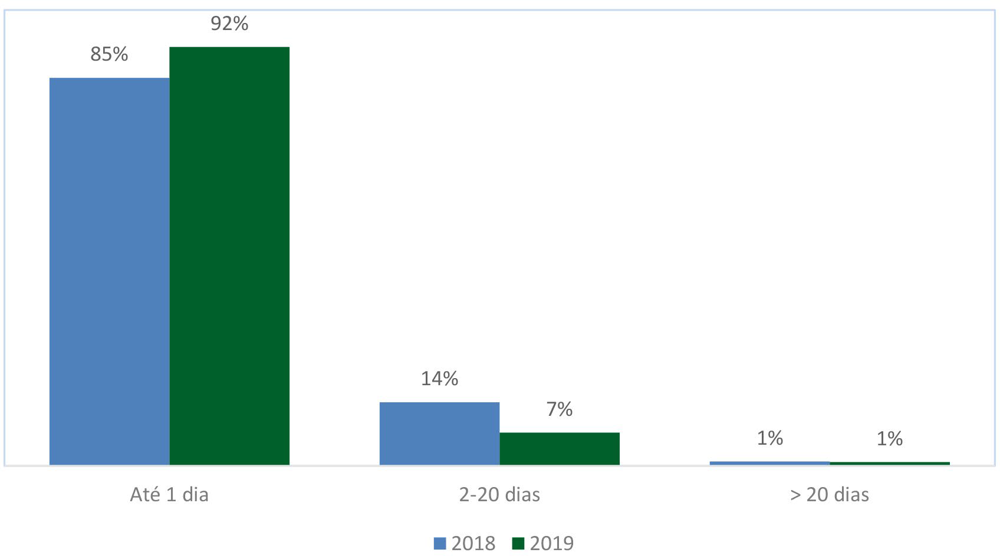 92%
85%
14%
7%
1%
1%
Até 1 dia
2-20 dias
> 20 dias
2018
2019